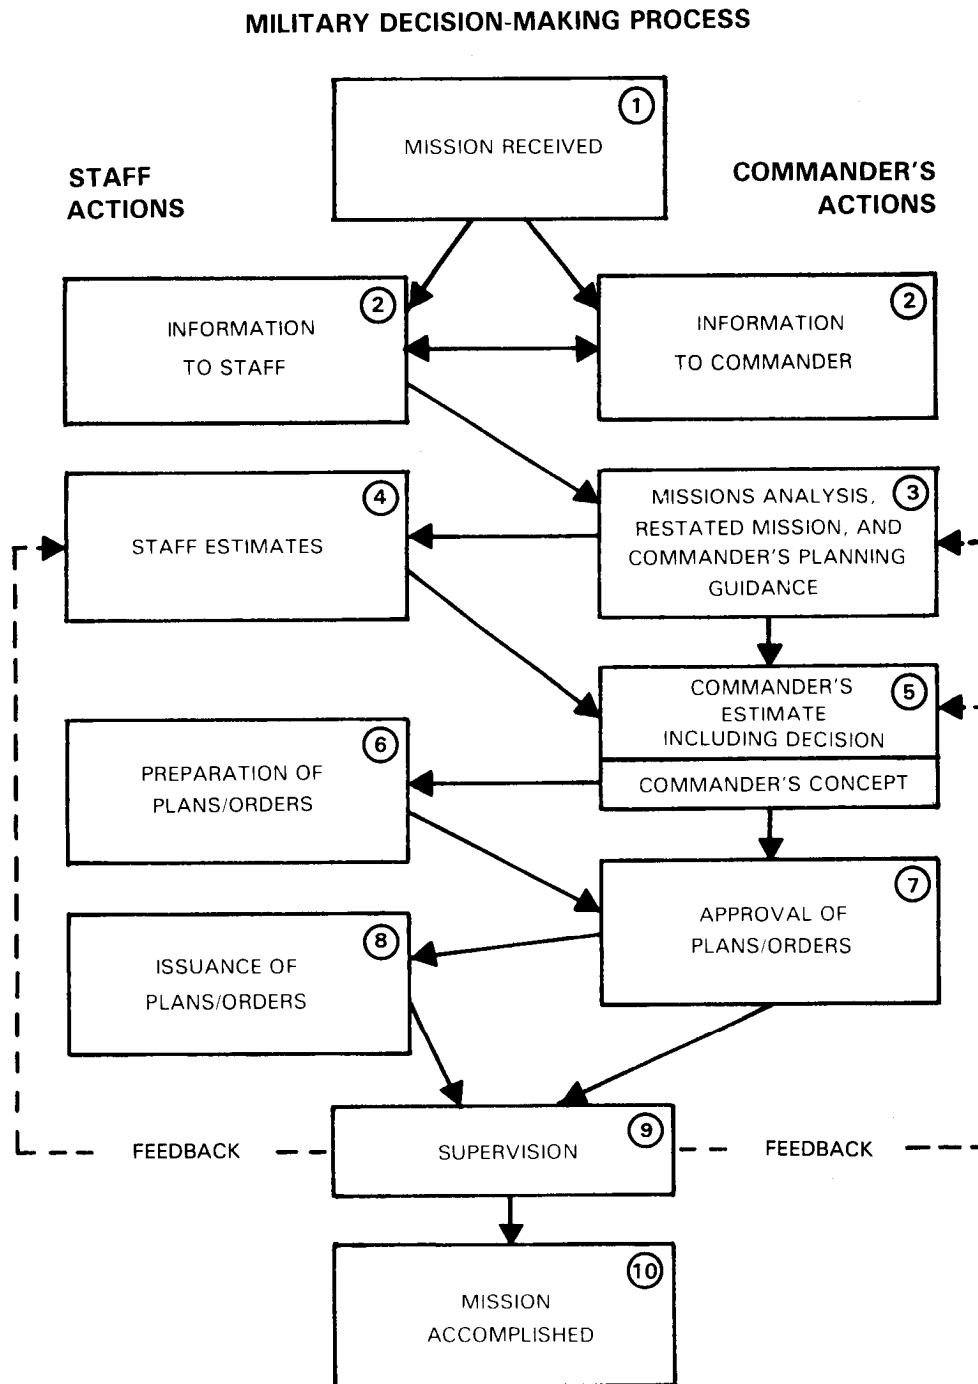 MILITARY DECISION-MAKING PROCESS
1
MISSION RECEIVED
STAFF
ACTIONS
COMMANDER'S
ACTIONS
2
INFORMATION
TO STAFF
2
INFORMATION
TO COMMANDER
3
MISSIONS ANALYSIS,
RESTATED MISSION, AND
COMMANDER'S PLANNING
GUIDANCE
4
STAFF ESTIMATES
5
COMMANDER'S
ESTIMATE
INCLUDING DECISION
COMMANDER'S CONCEPT
6
PREPARATION OF
PLANS/ORDERS
7
APPROVAL OF
PLANS/ORDERS
8
ISSUANCE OF
PLANS/ORDERS
9
SUPERVISION
FEEDBACK
FEEDBACK
10
MISSION
ACCOMPLISHED